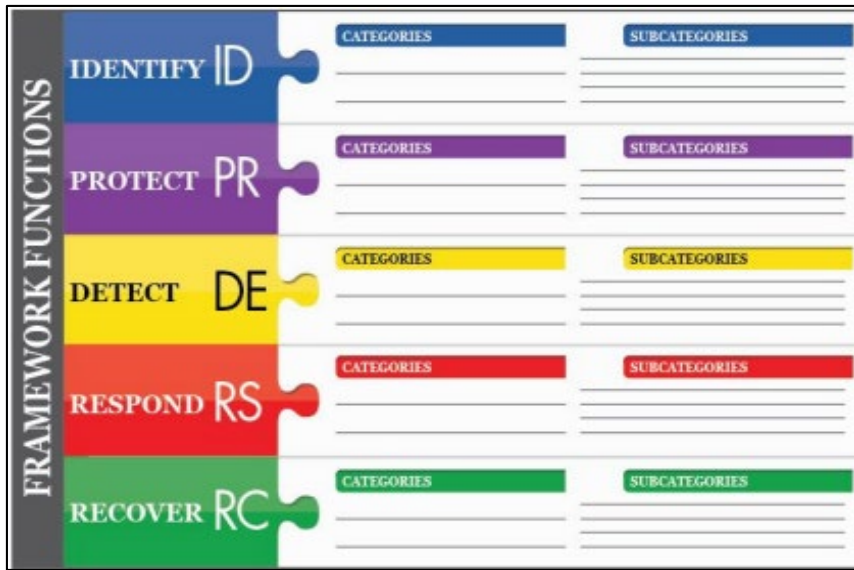 FRAMEWORK FUNCTIONS
IDENTIFY ID
CATEGORIES
SUBCATEGORIES
PROTECT PR
CATEGORIES
SUBCATEGORIES
DETECT DE
CATEGORIES
SUBCATEGORIES
RESPOND RS
CATEGORIES
SUBCATEGORIES
RECOVER RC
CATEGORIES
SUBCATEGORIES